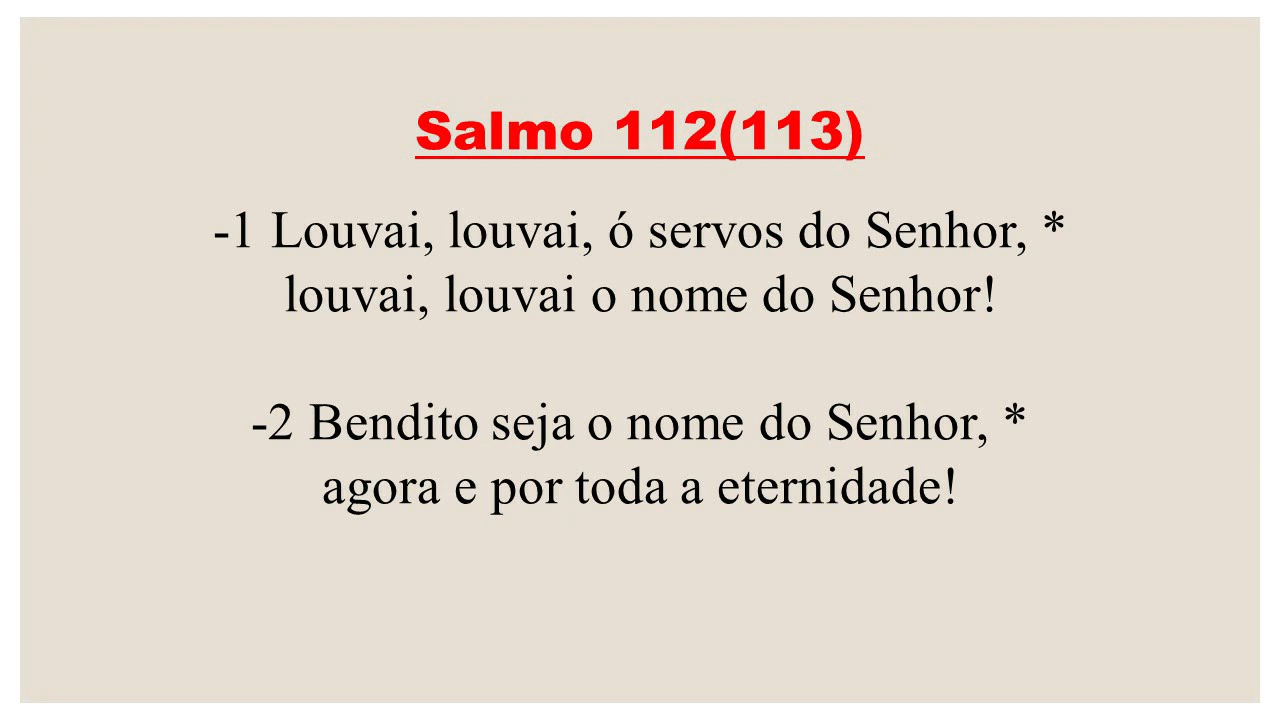 Salmo 112(113)
-1 Louvai, louvai, ó servos do Senhor, *
louvai, louvai o nome do Senhor!
-2 Bendito seja o nome do Senhor, *
agora e por toda a eternidade!